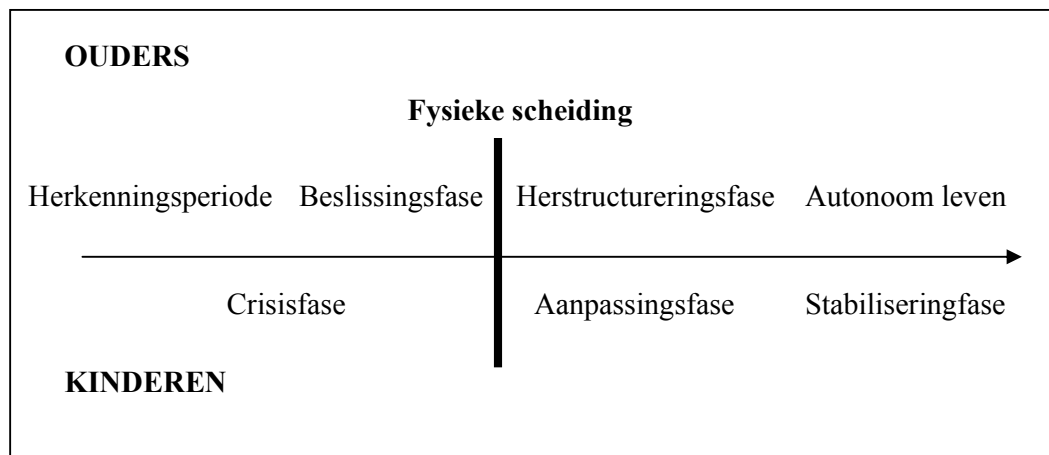 OUDERS
Fysieke scheiding
Herkenningsperiode Beslissingsfase Herstructureringsfase Autonoom leven
Crisisfase Aanpassingsfase Stabiliseringfase
KINDEREN